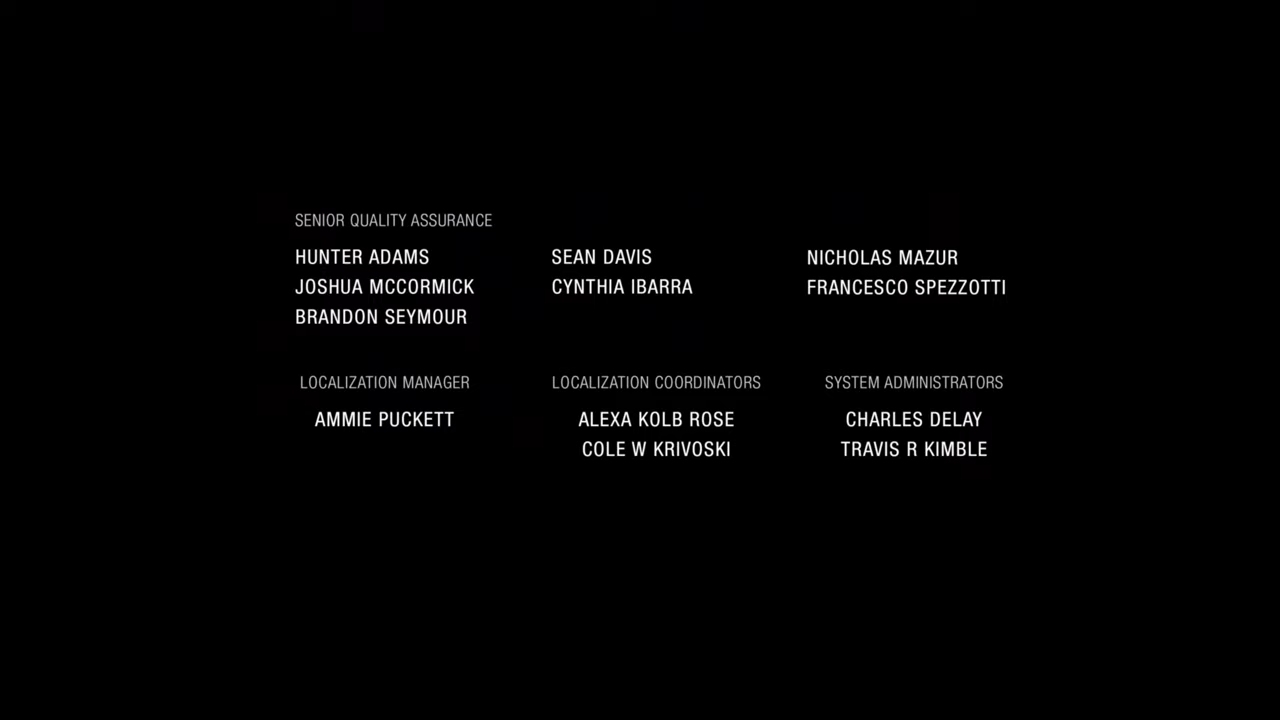 SENIOR QUALITY ASSURANCE
HUNTER ADAMS SEAN DAVIS NICHOLAS MAZUR
JOSHUA MCCORMICK CYNTHIA IBARRA FRANCESCO SPEZZOTTI
BRANDON SEYMOUR
LOCALIZATION MANAGER LOCALIZATION COORDINATORS SYSTEM ADMINISTRATORS
AMMIE PUCKETT ALEXA KOLB ROSE CHARLES DELAY
COLE W KRIVOSKI TRAVIS R KIMBLE